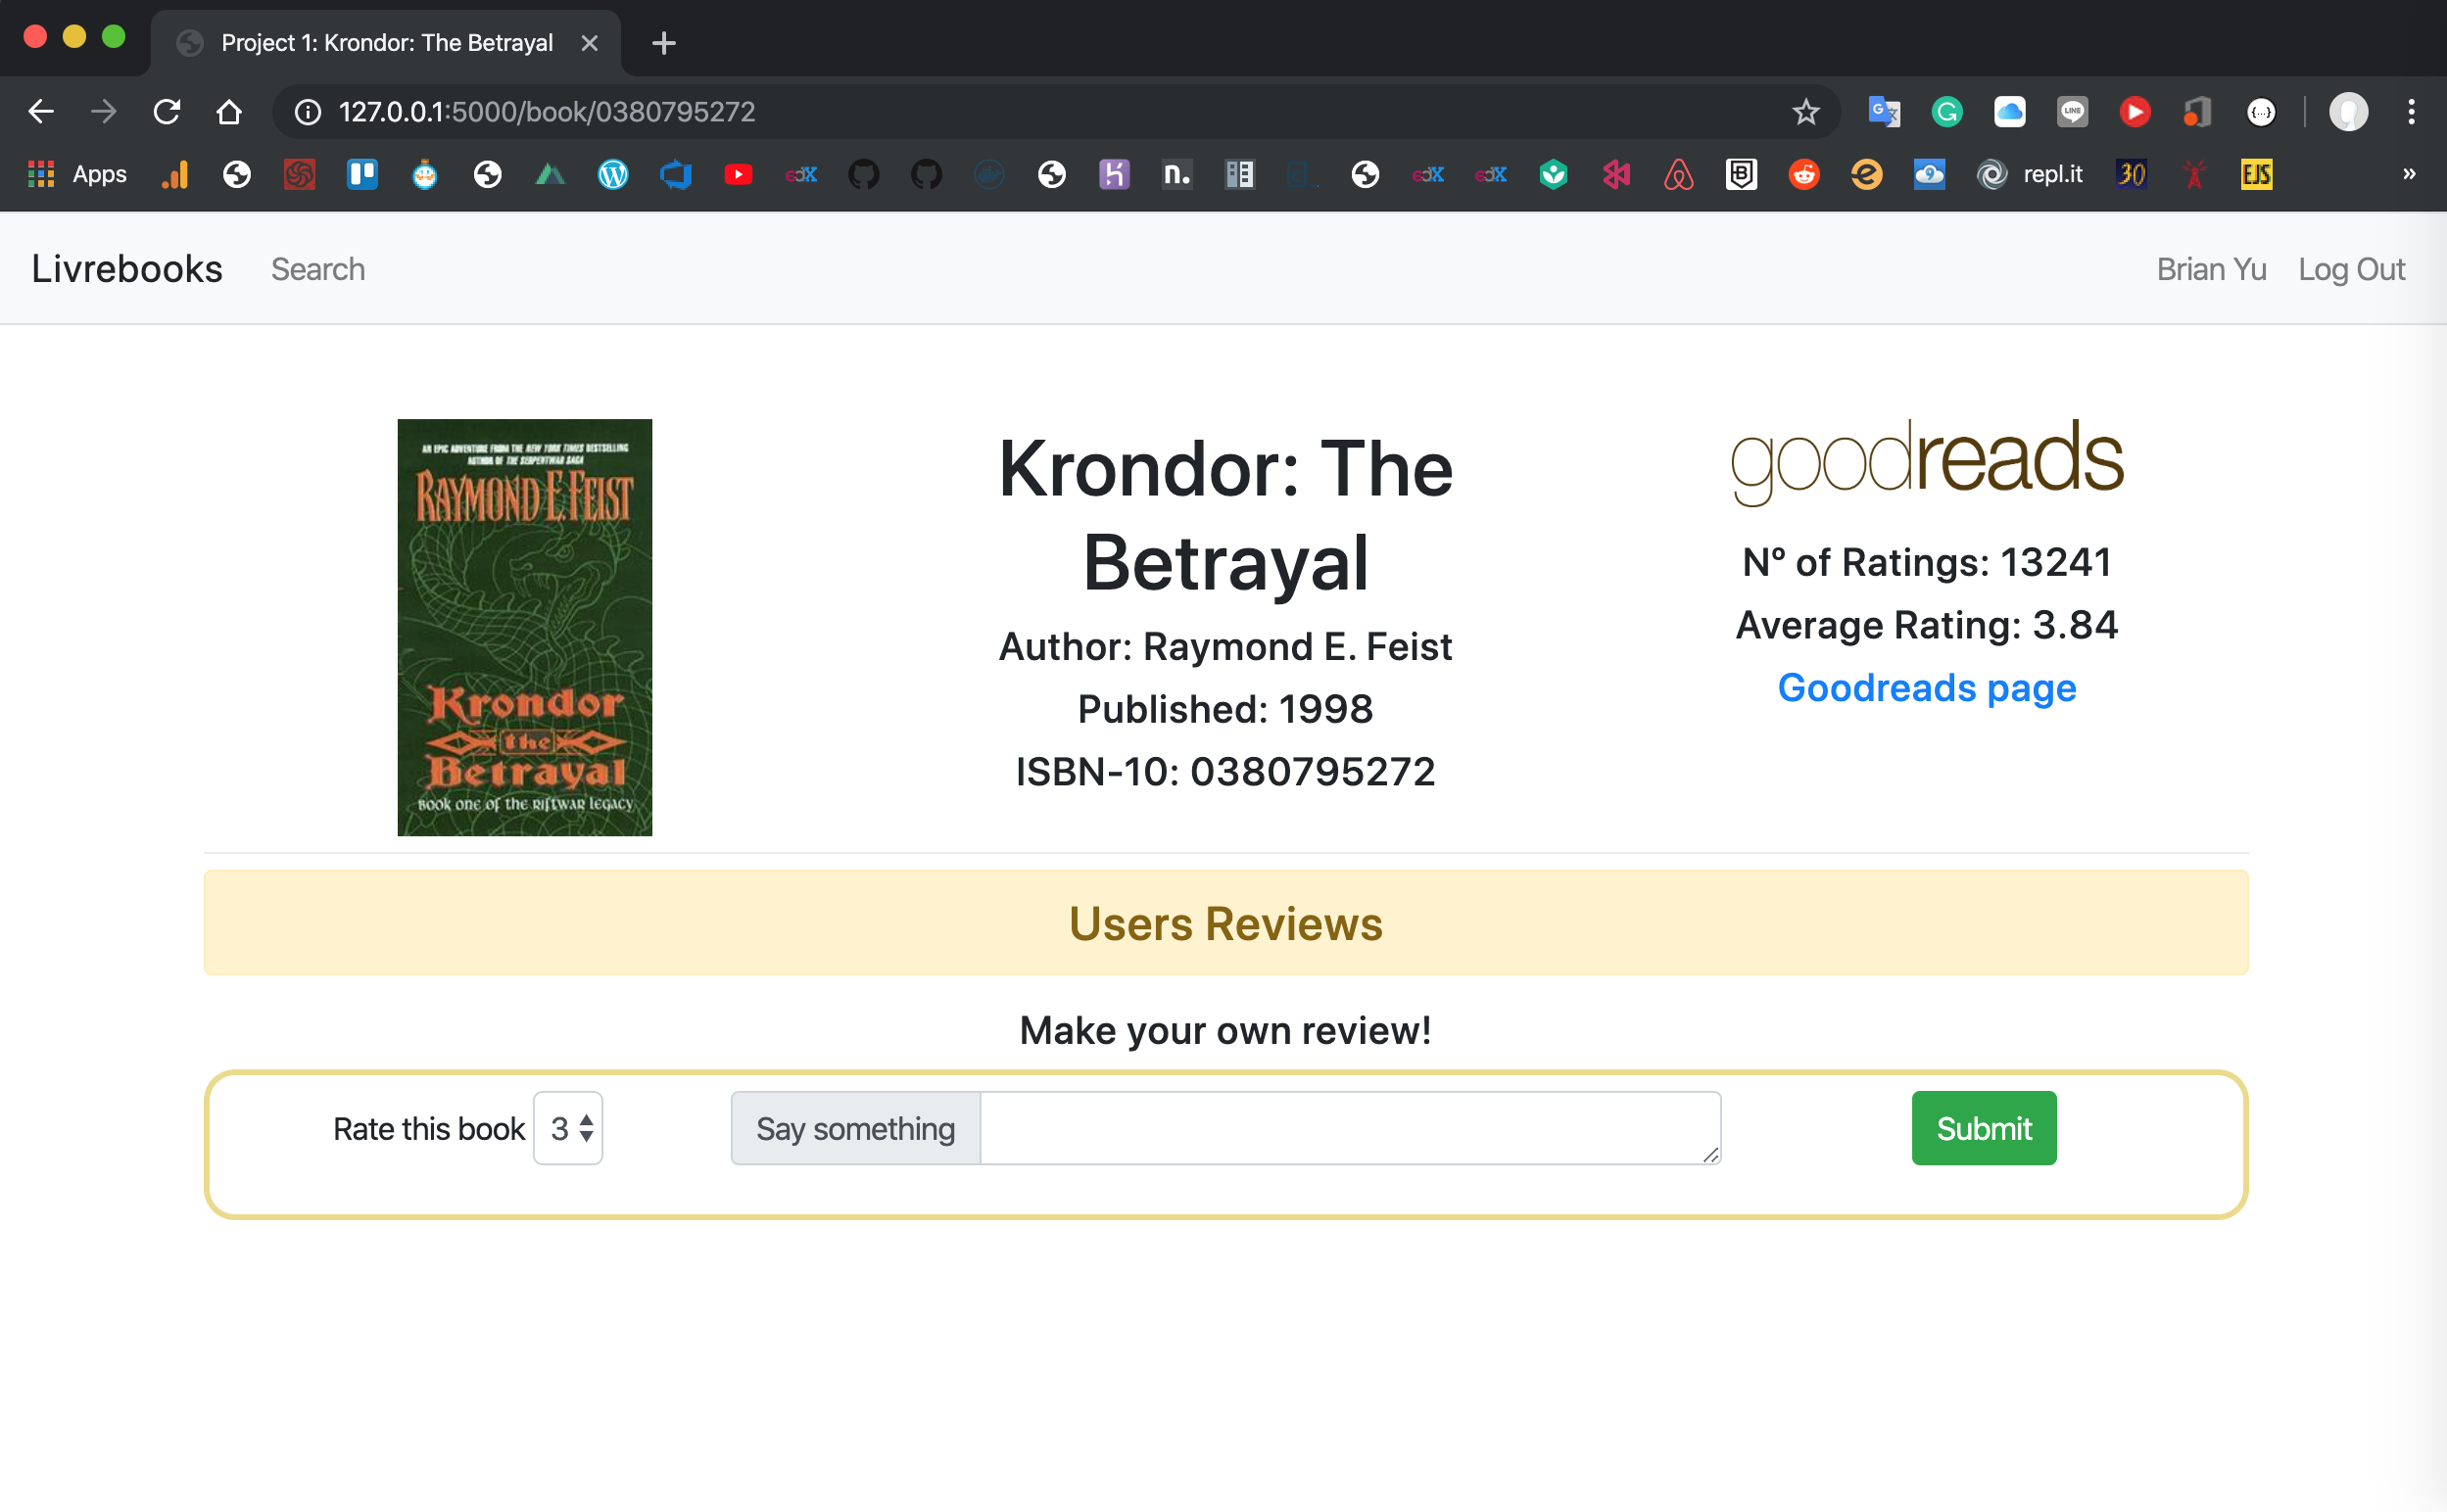 Project 1: Krondor: The Betrayal
127.0.0.1:5000/book/0380795272
Apps
repl.it
30
EJS
Livrebooks
Search
Brian Yu
Log Out
AN EPIC ADVENTURE FROM THE NEW YORK TIMES BESTSELLING
AUTHOR OF THE SERPENTWAR SAGA
RAYMOND E. FEIST
Krondor
the
Betrayal
BOOK ONE OF THE RIFTWAR LEGACY
Krondor: The
Betrayal
Author: Raymond E. Feist
Published: 1998
ISBN-10: 0380795272
goodreads
Nº of Ratings: 13241
Average Rating: 3.84
Goodreads page
Users Reviews
Make your own review!
Rate this book
3
Say something
Submit